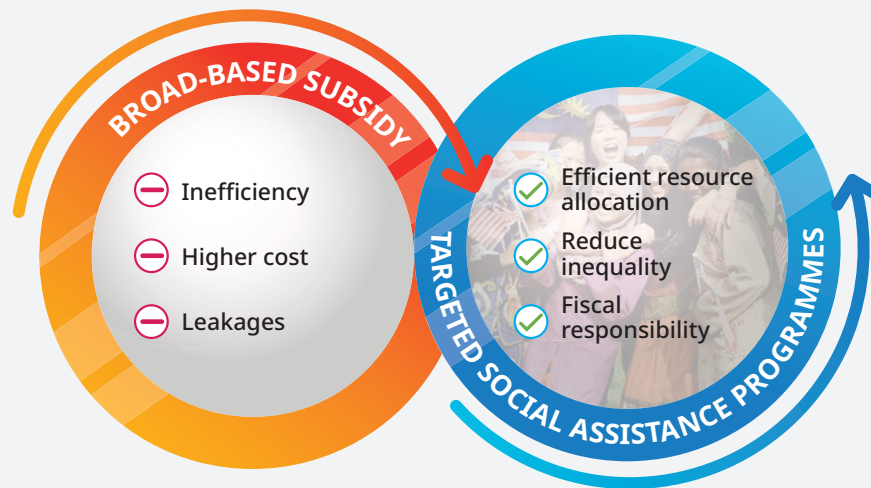 BROAD-BASED SUBSIDY
Inefficiency
Higher cost
Leakages
Efficient resource
allocation
Reduce
inequality
Fiscal
responsibility
TARGETED SOCIAL ASSISTANCE PROGRAMMES